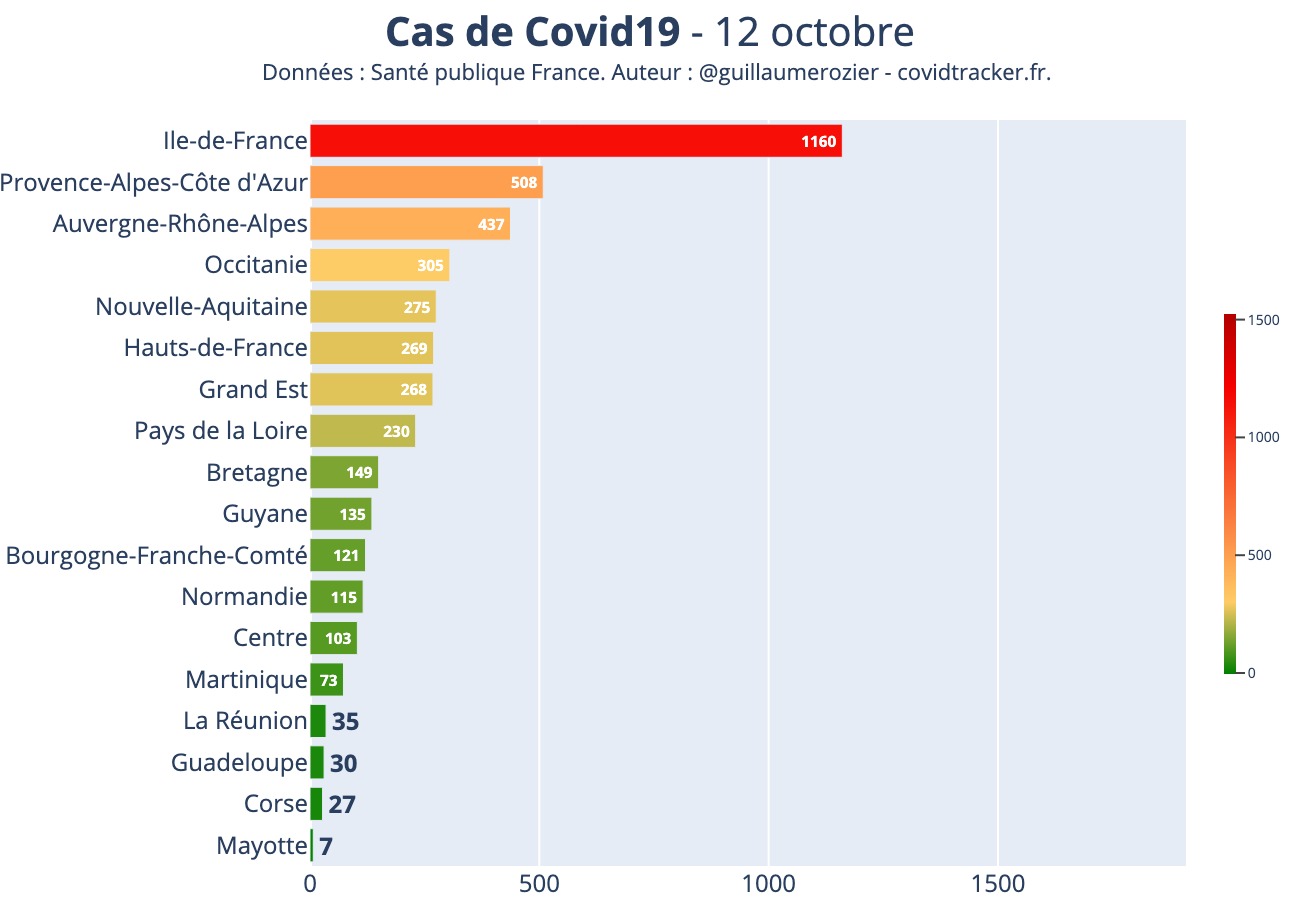 Cas de Covid19 - 12 octobre
Données : Santé publique France. Auteur : @guillaumerozier - covidtracker.fr.
Ile-de-France 1160
Provence-Alpes-Côte d'Azur 508
Auvergne-Rhône-Alpes 437
Occitanie 305
Nouvelle-Aquitaine 275
Hauts-de-France 269
Grand Est 268
Pays de la Loire 230
Bretagne 149
Guyane 135
Bourgogne-Franche-Comté 121
Normandie 115
Centre 103
Martinique 73
La Réunion 35
Guadeloupe 30
Corse 27
Mayotte 7
0 500 1000 1500
1500
1000
500
0